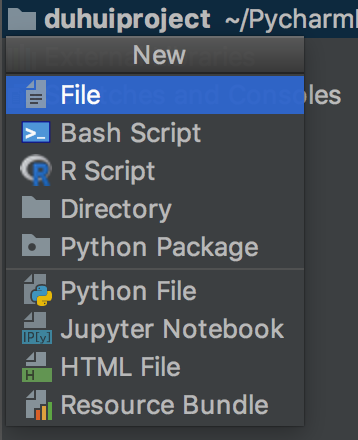 duhuiproject ~/Pycharm
New
File
Bash Script
R Script
Directory
Python Package
Python File
Jupyter Notebook
HTML File
Resource Bundle